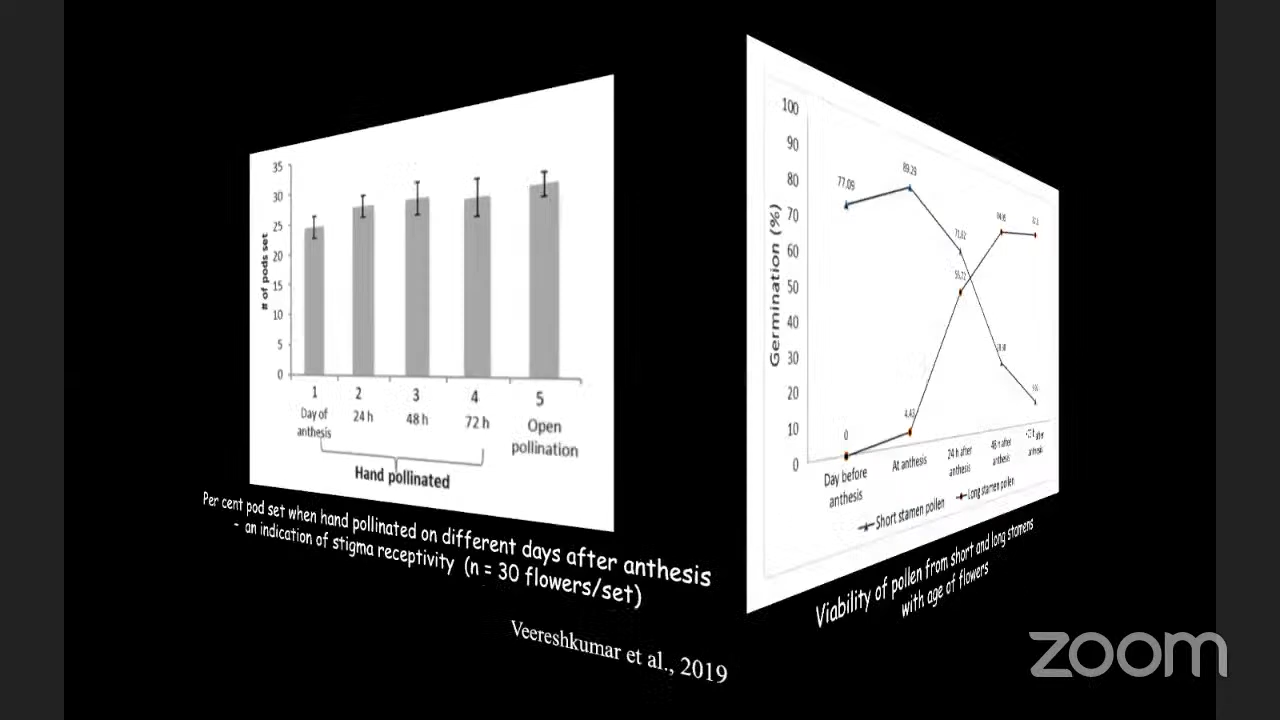 35
30
25
20
15
10
5
0
# of pods set
1 2 3 4 5
Day of anthesis
24 h
48 h
72 h
Open pollination
Hand pollinated
Per cent pod set when hand pollinated on different days after anthesis
- an indication of stigma receptivity (n = 30 flowers/set)
Veereshkumar et al., 2019
100
90
80
70
60
50
40
30
20
10
0
Germination (%)
77.09
89.29
0
4.43
Day before anthesis
At anthesis
24 h after anthesis
48 h after anthesis
after anthesis
Short stamen pollen
Long stamen pollen
Viability of pollen from short and long stamens
with age of flowers
zoom